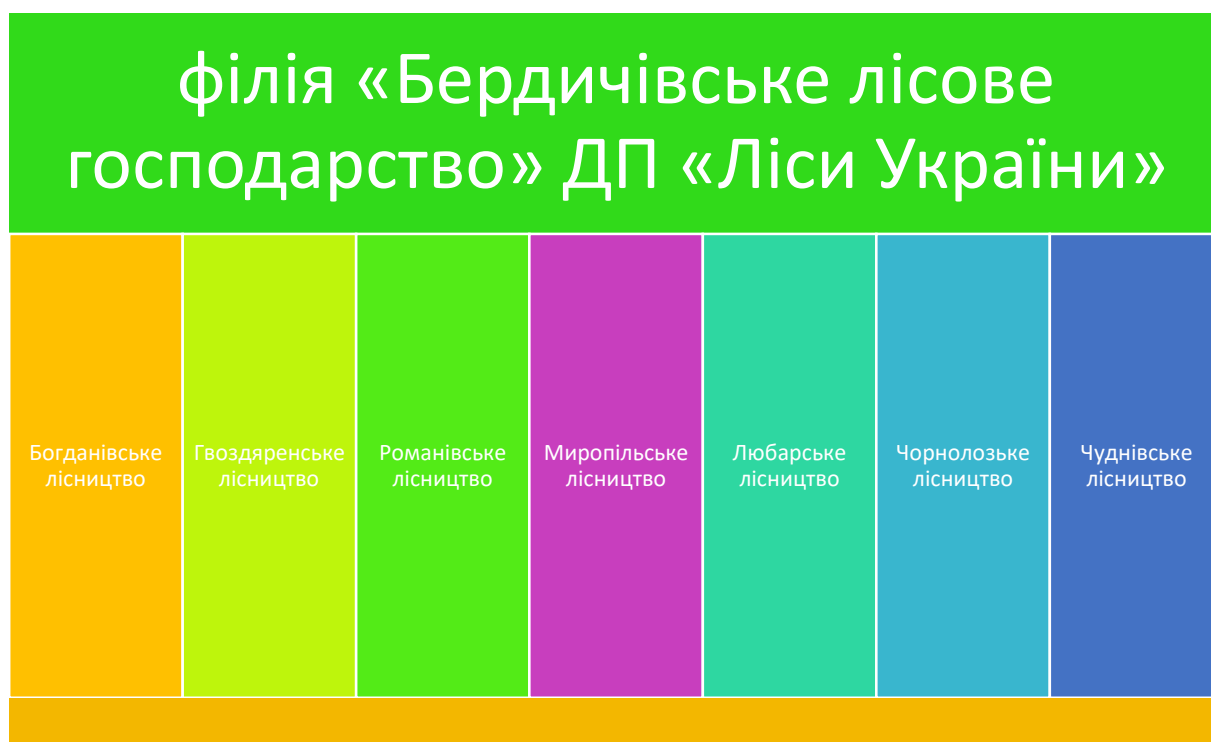 філія «Бердичівське лісове
господарство» ДП «Ліси України»
Богданівське
лісництво
Гвоздяренське
лісництво
Романівське
лісництво
Миропільське
лісництво
Любарське
лісництво
Чорнолозьке
лісництво
Чуднівське
лісництво